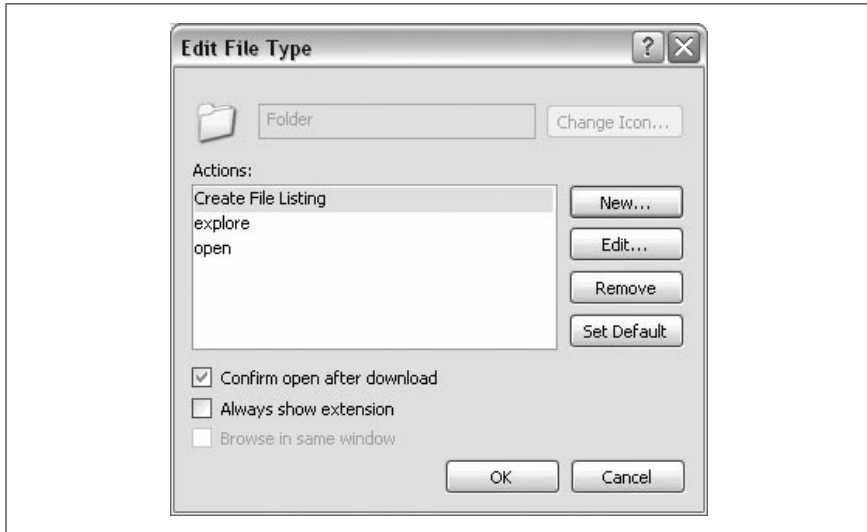 Edit File Type
Folder
Change Icon...
Actions:
Create File Listing
explore
open
New...
Edit...
Remove
Set Default
Confirm open after download
Always show extension
Browse in same window
OK
Cancel